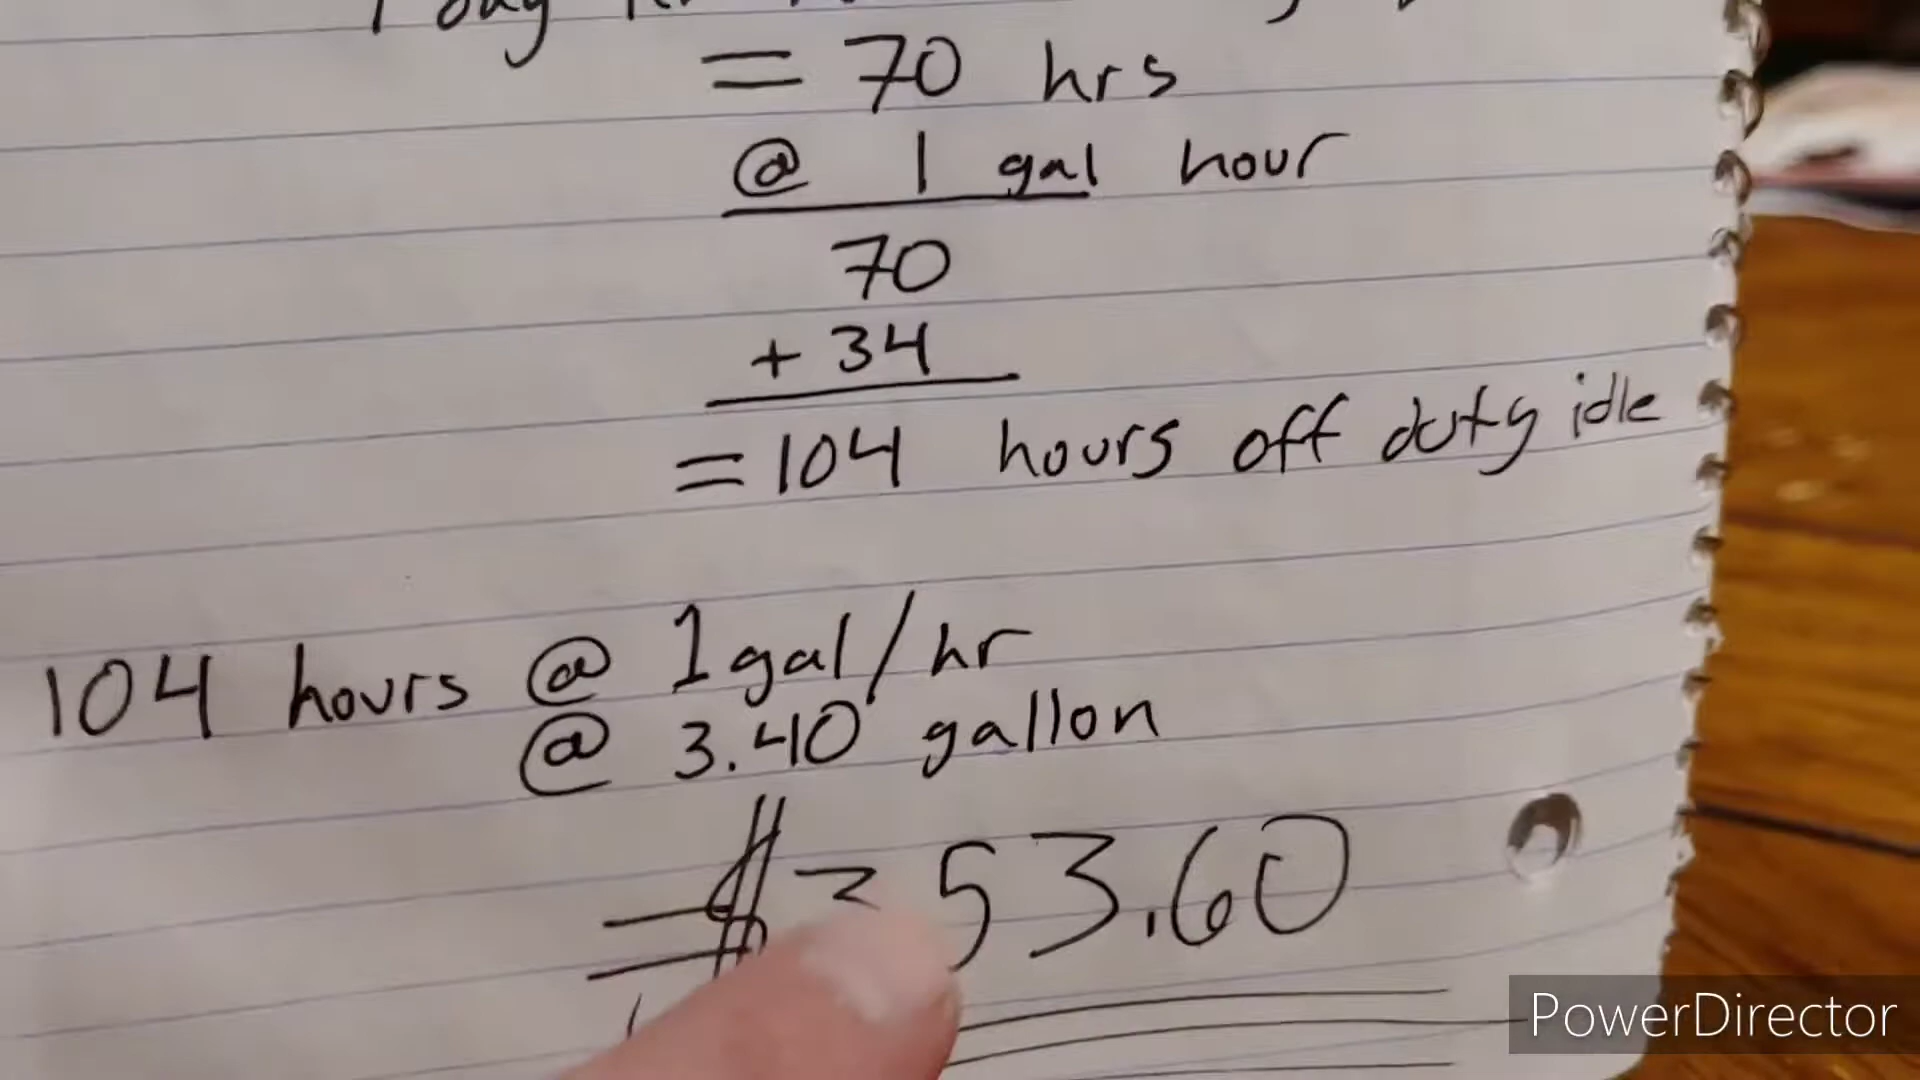 = 70 hrs
@ 1 gal hour
70
+ 34
= 104 hours off duty idle
104 hours @ 1 gal/hr
@ 3.40 gallon
= $353.60
PowerDirector